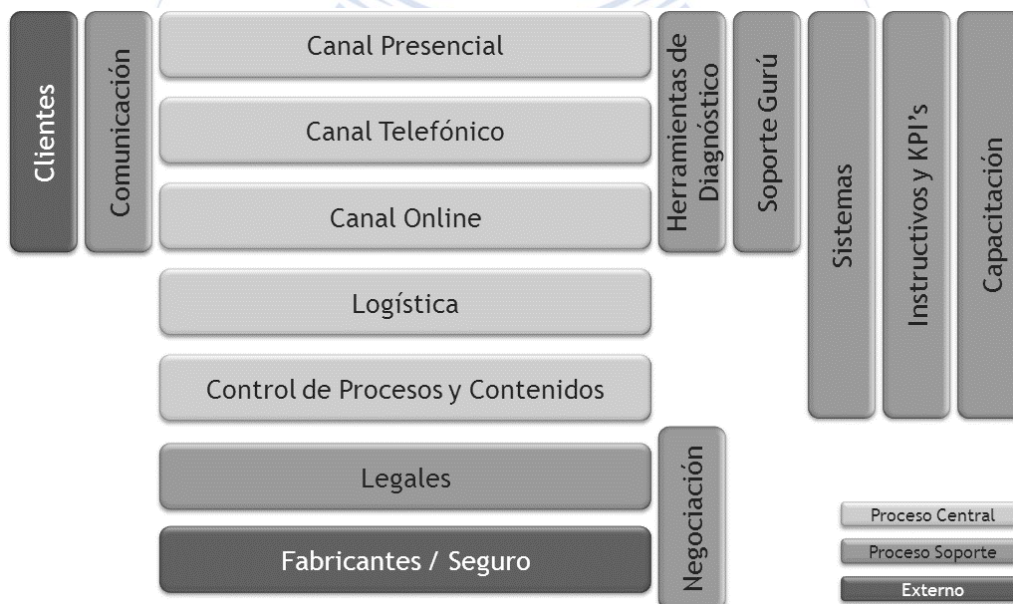 Clientes
Comunicación
Canal Presencial
Canal Telefónico
Canal Online
Logística
Control de Procesos y Contenidos
Legales
Fabricantes / Seguro
Herramientas de
Diagnóstico
Soporte Gurú
Sistemas
Instructivos y KPI's
Capacitación
Negociación
Proceso Central
Proceso Soporte
Externo